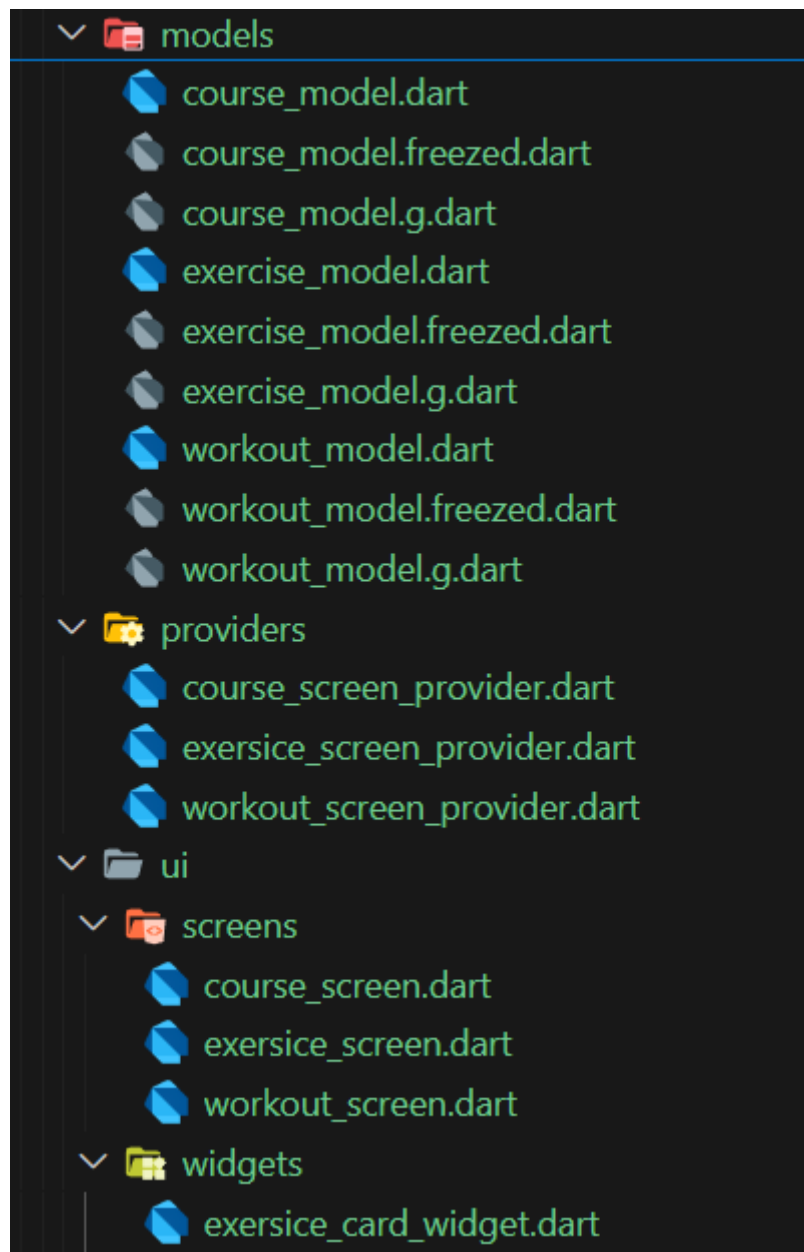 models
course_model.dart
course_model.freezed.dart
course_model.g.dart
exercise_model.dart
exercise_model.freezed.dart
exercise_model.g.dart
workout_model.dart
workout_model.freezed.dart
workout_model.g.dart
providers
course_screen_provider.dart
exersice_screen_provider.dart
workout_screen_provider.dart
ui
screens
course_screen.dart
exersice_screen.dart
workout_screen.dart
widgets
exersice_card_widget.dart